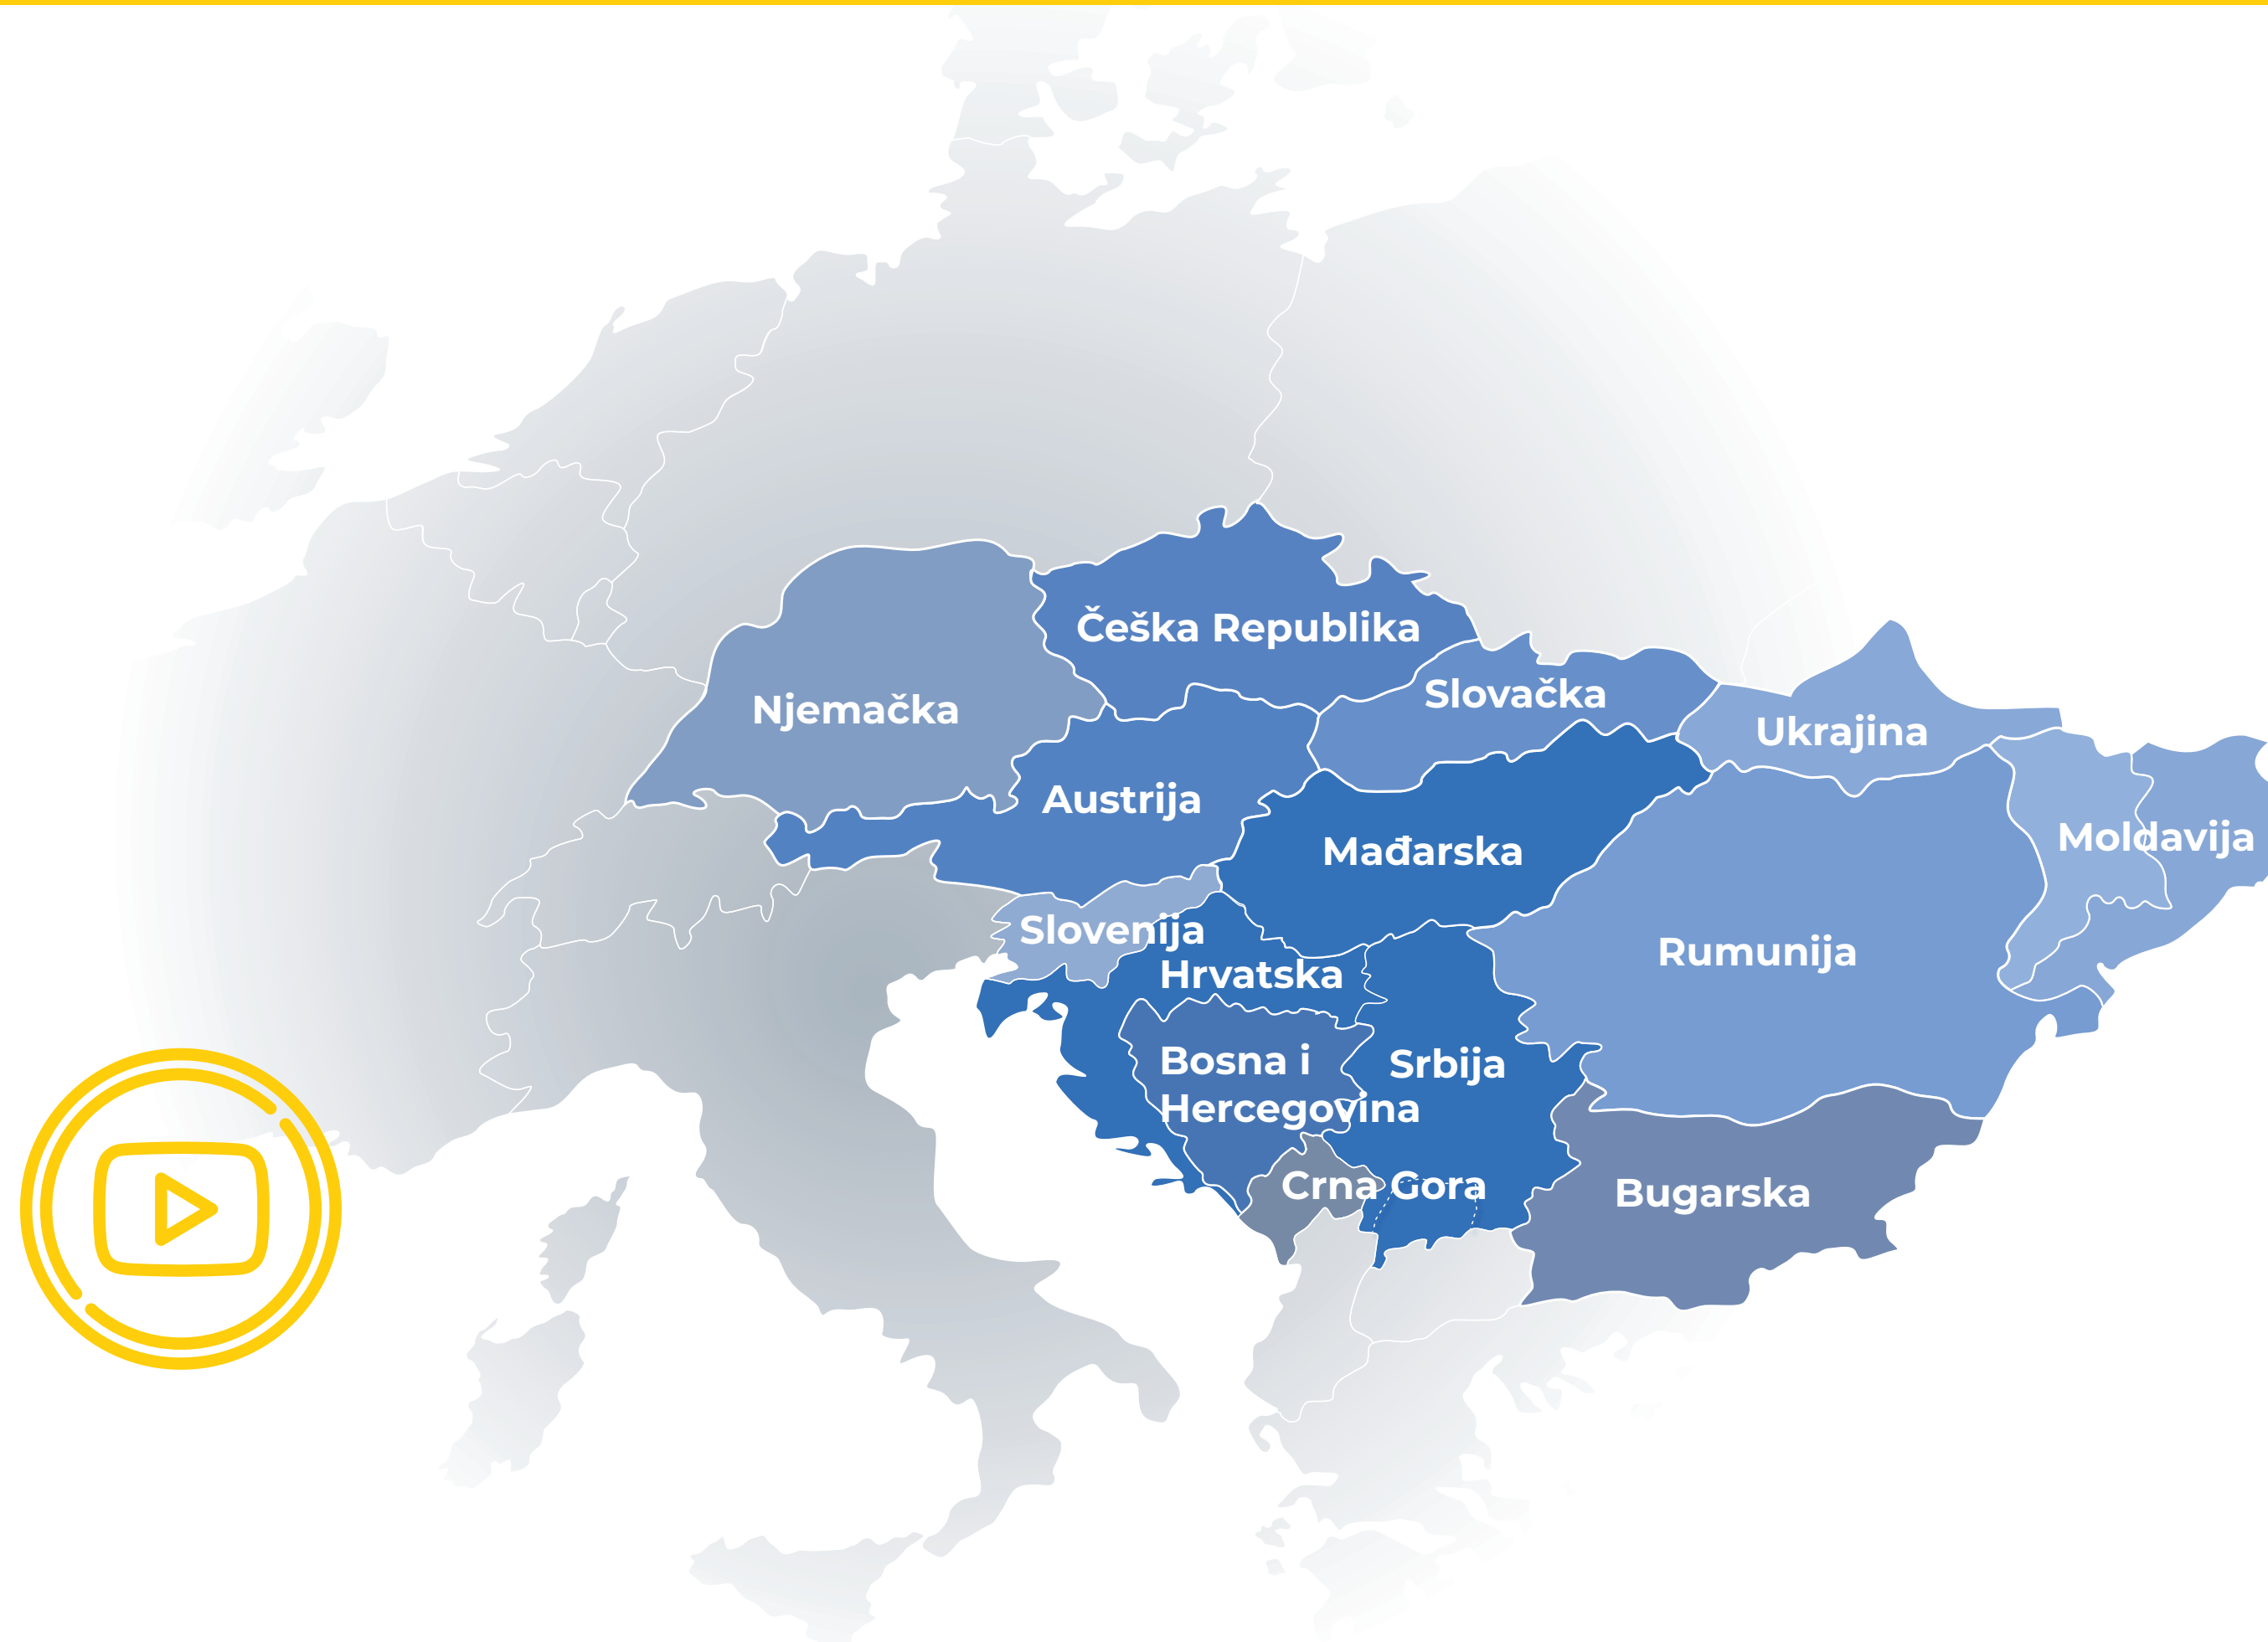 Češka Republika
Slovačka
Njemačka
Ukrajina
Austrija
Moldavija
Mađarska
Slovenija
Rumunija
Hrvatska
Bosna i
Hercegovina
Srbija
Crna Gora
Bugarska